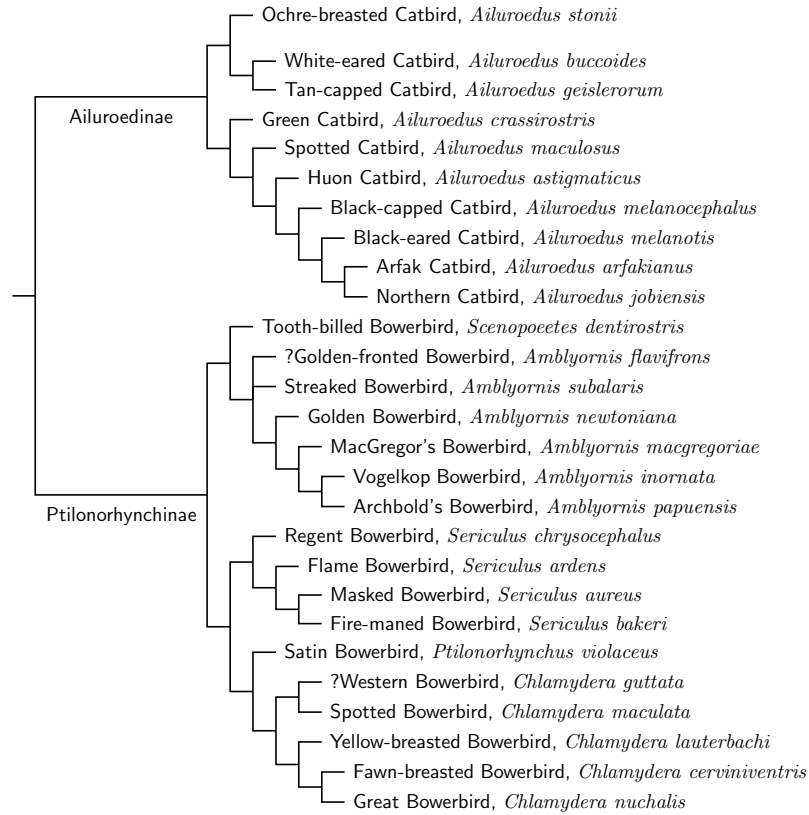 Ochre-breasted Catbird, Ailuroedus stonii
White-eared Catbird, Ailuroedus buccoides
Tan-capped Catbird, Ailuroedus geislerorum
Ailuroedinae
Green Catbird, Ailuroedus crassirostris
Spotted Catbird, Ailuroedus maculosus
Huon Catbird, Ailuroedus astigmaticus
Black-capped Catbird, Ailuroedus melanocephalus
Black-eared Catbird, Ailuroedus melanotis
Arfak Catbird, Ailuroedus arfakianus
Northern Catbird, Ailuroedus jobiensis
Tooth-billed Bowerbird, Scenopoeetes dentirostris
?Golden-fronted Bowerbird, Amblyornis flavifrons
Streaked Bowerbird, Amblyornis subalaris
Golden Bowerbird, Amblyornis newtoniana
MacGregor's Bowerbird, Amblyornis macgregoriae
Vogelkop Bowerbird, Amblyornis inornata
Archbold's Bowerbird, Amblyornis papuensis
Ptilonorhynchinae
Regent Bowerbird, Sericulus chrysocephalus
Flame Bowerbird, Sericulus ardens
Masked Bowerbird, Sericulus aureus
Fire-maned Bowerbird, Sericulus bakeri
Satin Bowerbird, Ptilonorhynchus violaceus
?Western Bowerbird, Chlamydera guttata
Spotted Bowerbird, Chlamydera maculata
Yellow-breasted Bowerbird, Chlamydera lauterbachi
Fawn-breasted Bowerbird, Chlamydera cerviniventris
Great Bowerbird, Chlamydera nuchalis